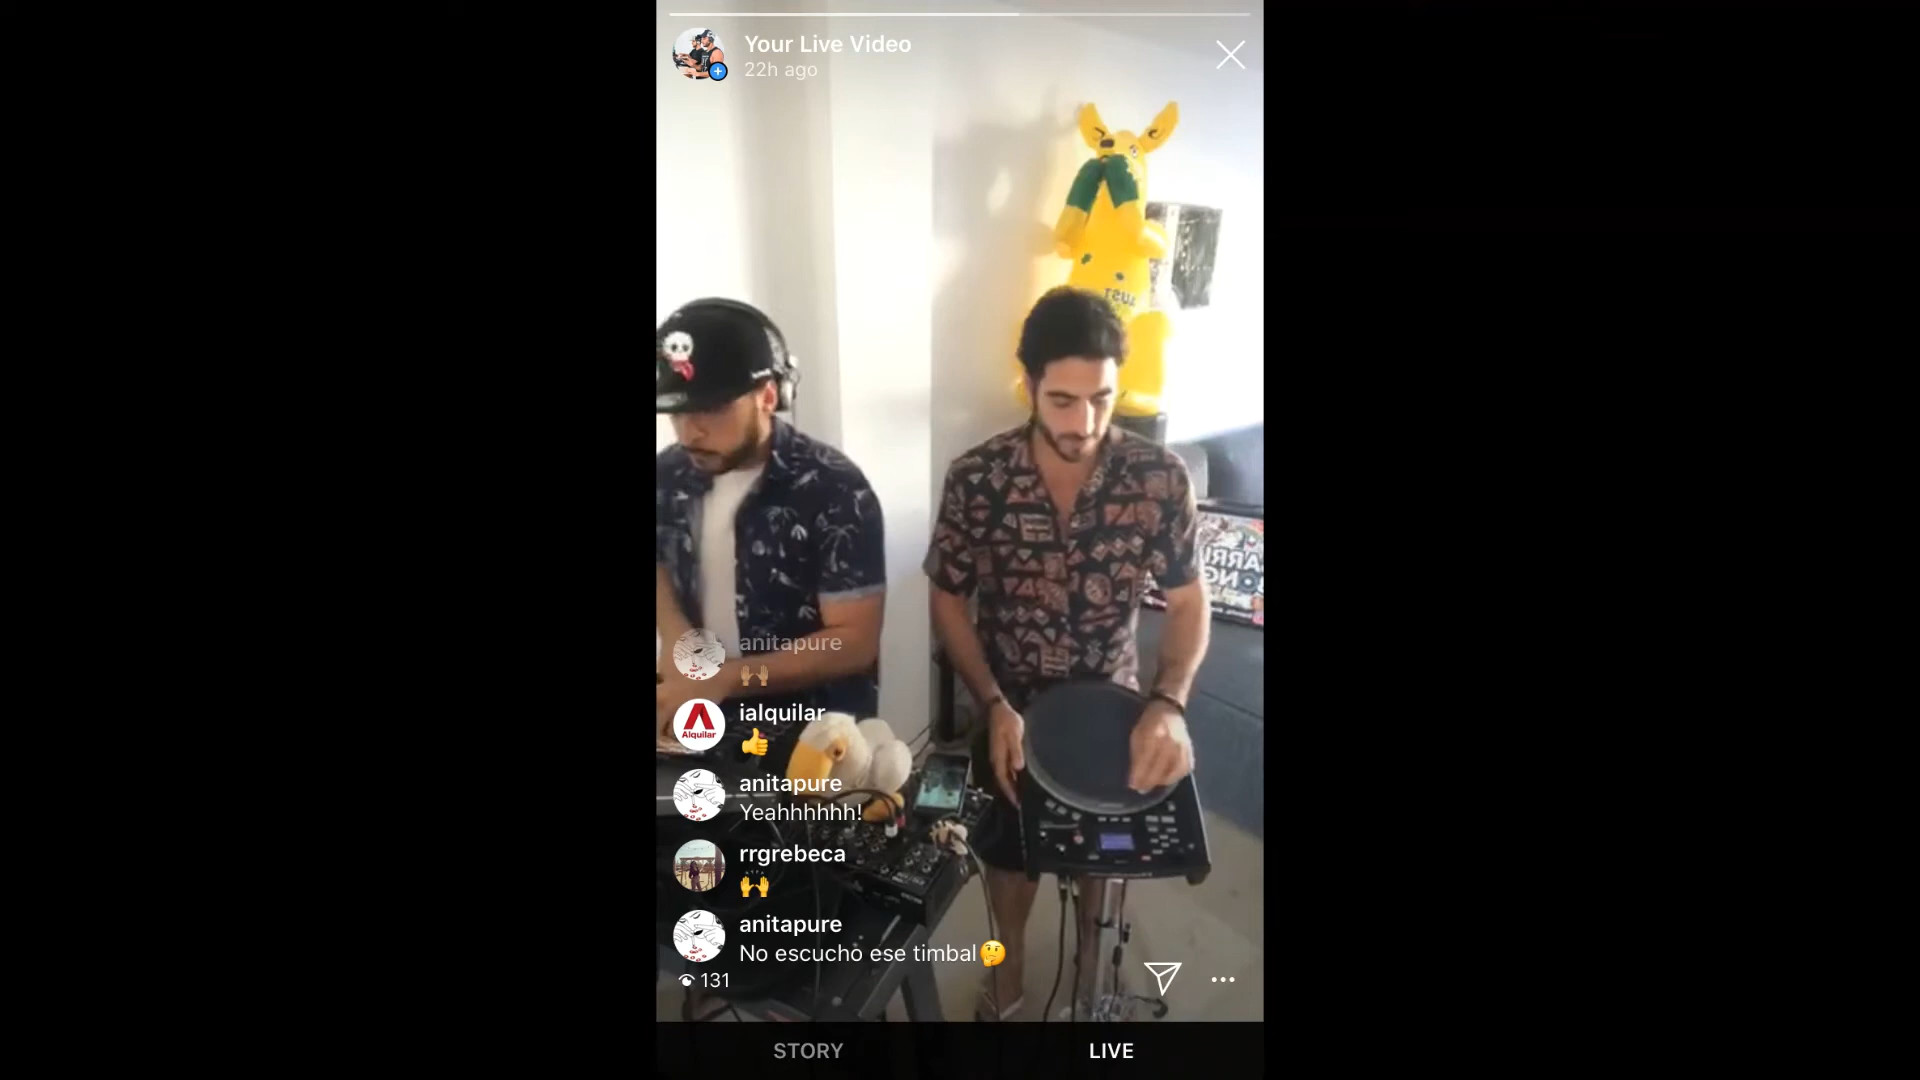 Your Live Video
22h ago
anitapure
🙌🏽
ialquilar
Alquilar
👍
anitapure
Yeahhhhhh!
rrgrebeca
🙌
anitapure
No escucho ese timbal🤔
131
STORY
LIVE